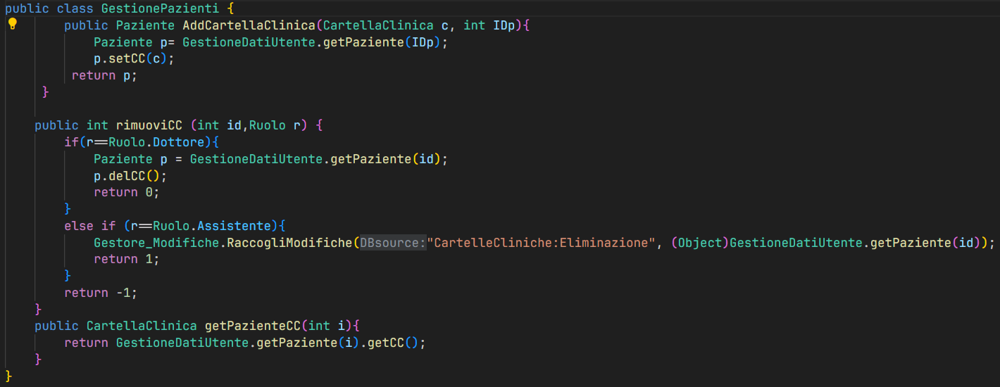 public class GestionePazienti {
public Paziente AddCartellaClinica(CartellaClinica c, int IDp){
Paziente p= GestioneDatiUtente.getPaziente(IDp);
p.setCC(c);
return p;
}
public int rimuoviCC (int id,Ruolo r) {
if(r==Ruolo.Dottore){
Paziente p = GestioneDatiUtente.getPaziente(id);
p.delCC();
return 0;
}
else if (r==Ruolo.Assistente){
Gestore_Modifiche.RaccogliModifiche(DBsource:"CartelleCliniche:Eliminazione", (Object)GestioneDatiUtente.getPaziente(id));
return 1;
}
return -1;
}
public CartellaClinica getPazienteCC(int i){
return GestioneDatiUtente.getPaziente(i).getCC();
}
}